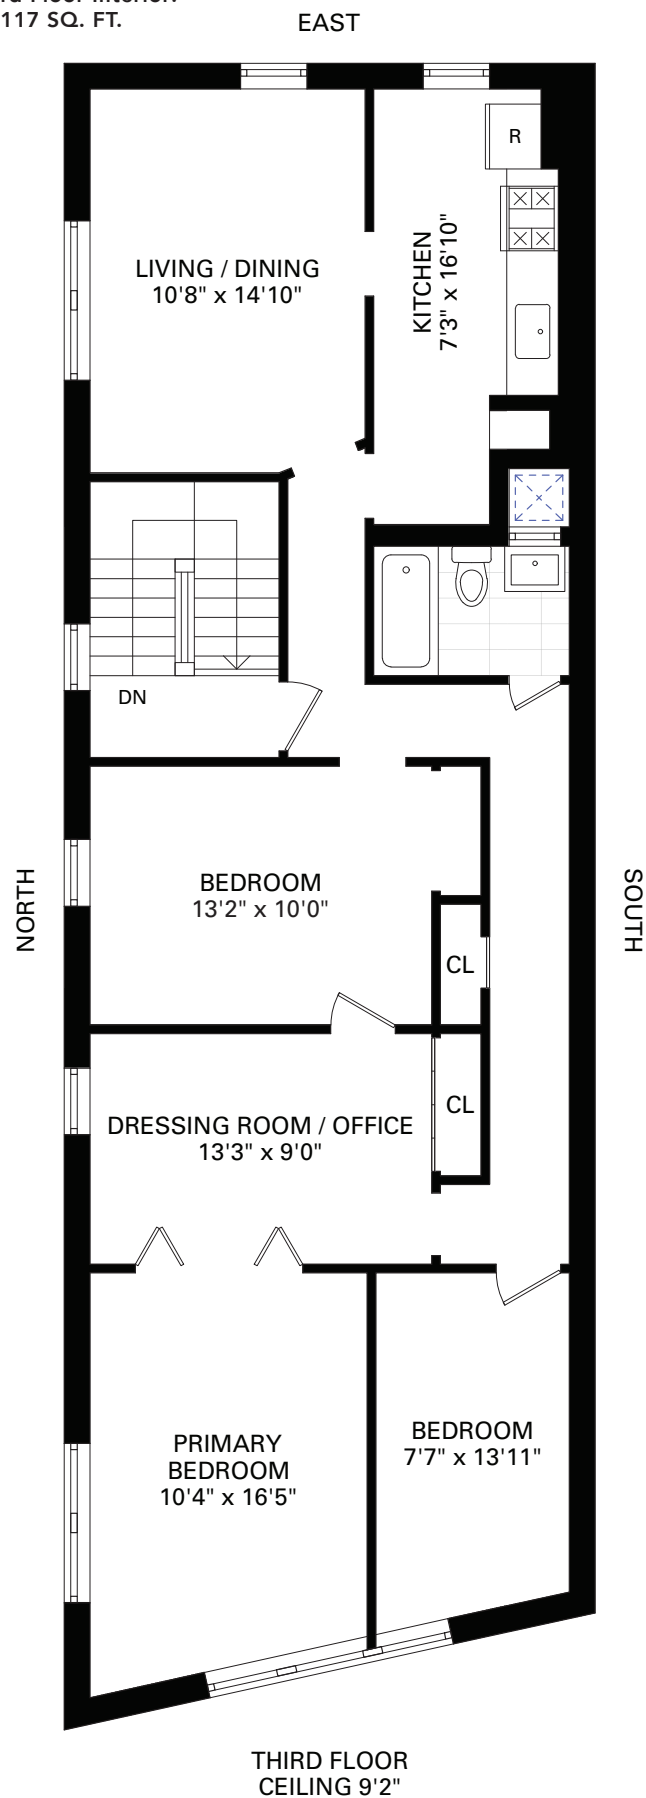 117 SQ. FT.
EAST
R
LIVING / DINING
10'8" x 14'10"
KITCHEN
7'3" x 16'10"
DN
BEDROOM
13'2" x 10'0"
NORTH
SOUTH
CL
CL
DRESSING ROOM / OFFICE
13'3" x 9'0"
PRIMARY
BEDROOM
10'4" x 16'5"
BEDROOM
7'7" x 13'11"
THIRD FLOOR
CEILING 9'2"